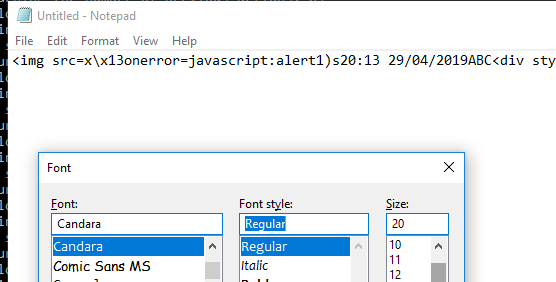 Untitled - Notepad
File Edit Format View Help
<img src=x\x13onerror=javascript:alert1)s20:13 29/04/2019ABC<div sty
Font
Font: Font style: Size:
Candara Regular 20
Candara Regular 10
Comic Sans MS Italic 11
12